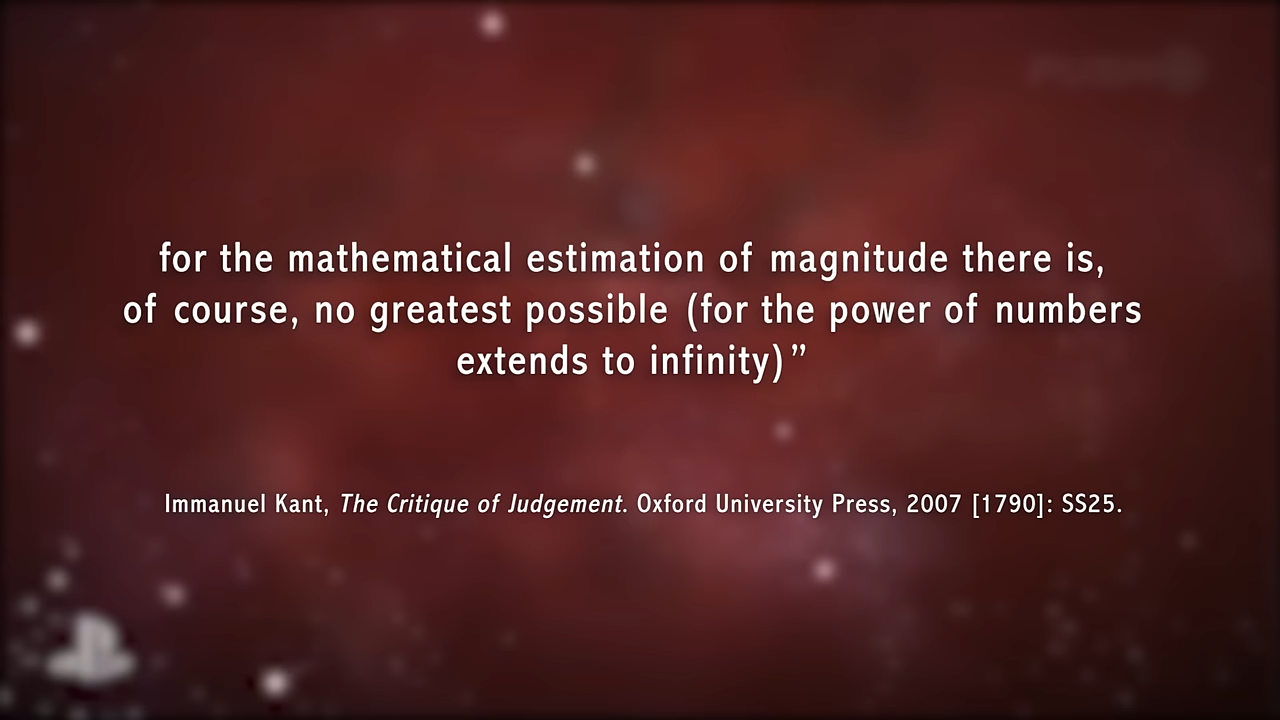 for the mathematical estimation of magnitude there is,
of course, no greatest possible (for the power of numbers
extends to infinity)”
Immanuel Kant, The Critique of Judgement. Oxford University Press, 2007 [1790]: SS25.